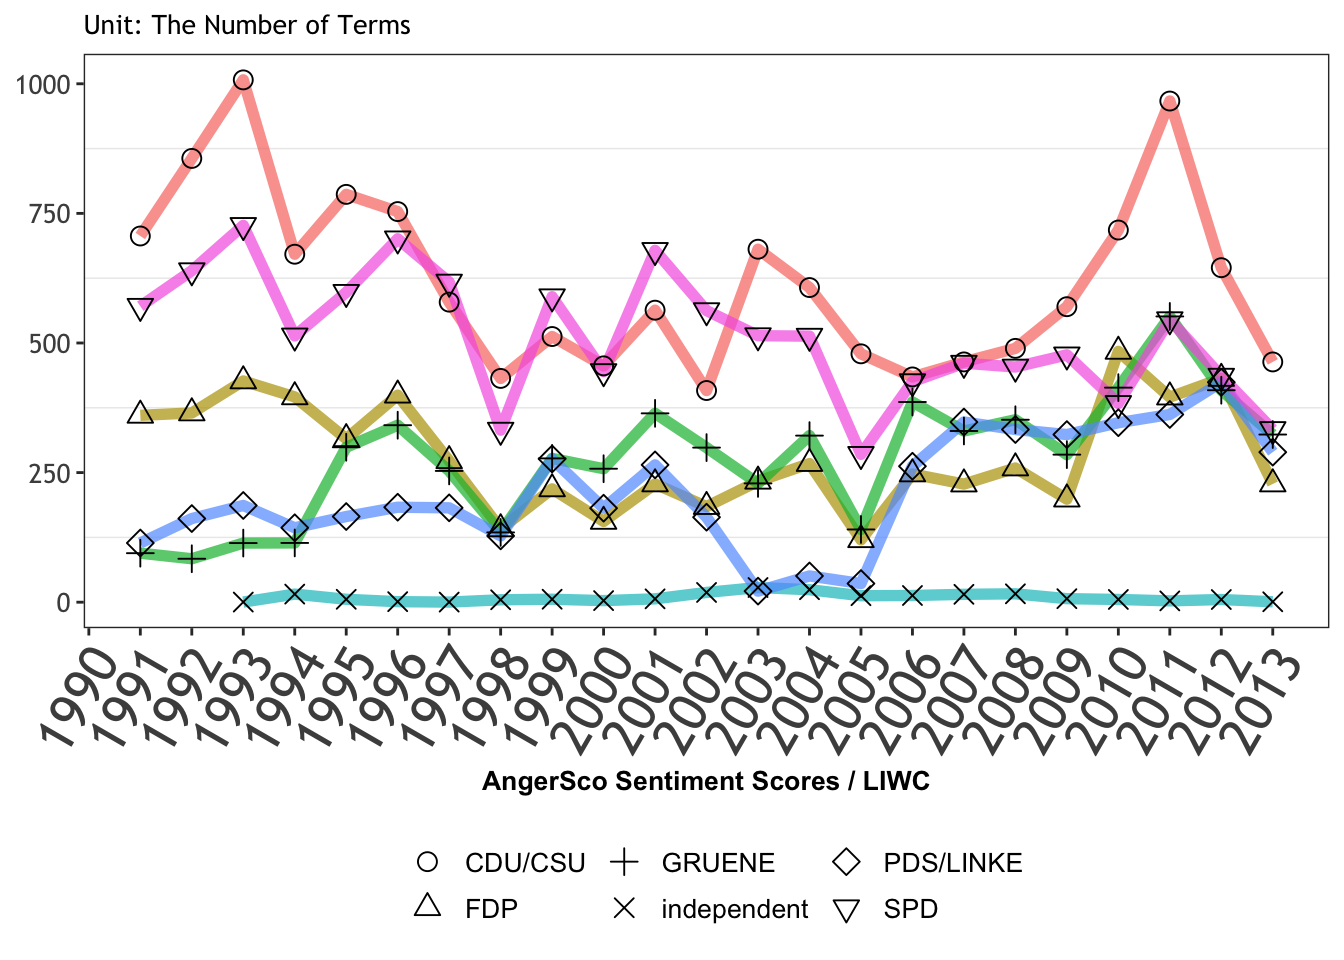 Unit: The Number of Terms
1000
750
500
250
0
1990 1991 1992 1993 1994 1995 1996 1997 1998 1999 2000 2001 2002 2003 2004 2005 2006 2007 2008 2009 2010 2011 2012 2013
AngerSco Sentiment Scores / LIWC
CDU/CSU GRUENE PDS/LINKE
FDP independent SPD